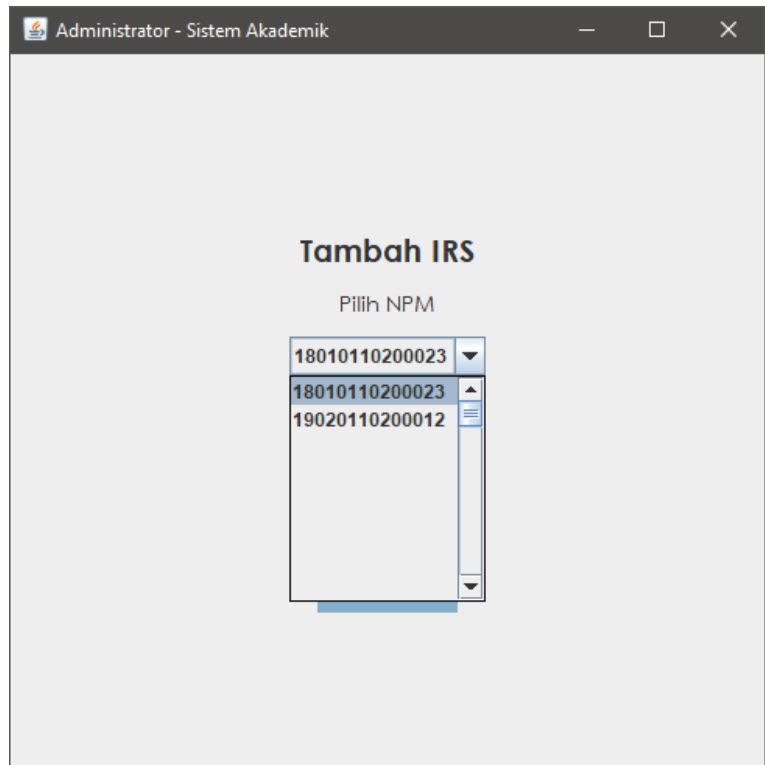 Administrator - Sistem Akademik
Tambah IRS
Pilih NPM
18010110200023
18010110200023
19020110200012